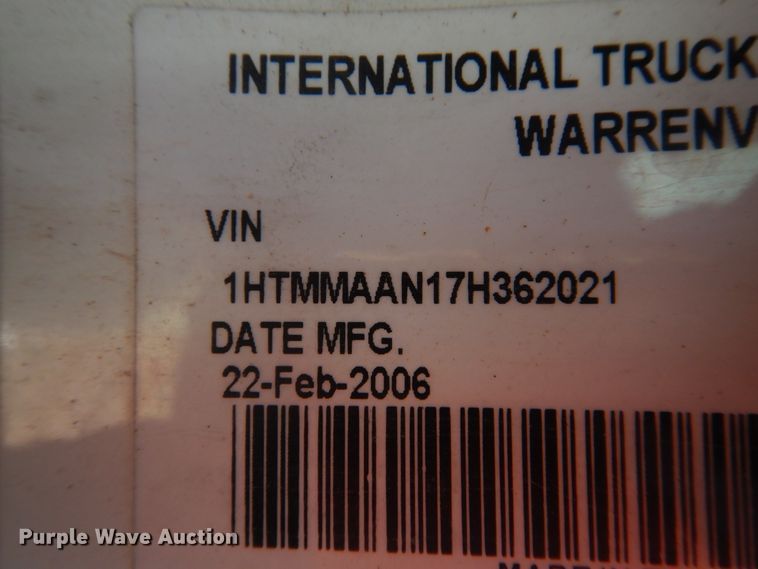 INTERNATIONAL TRUCK
WARRENV
VIN
1HTMMAAN17H362021
DATE MFG.
22-Feb-2006
Purple Wave Auction